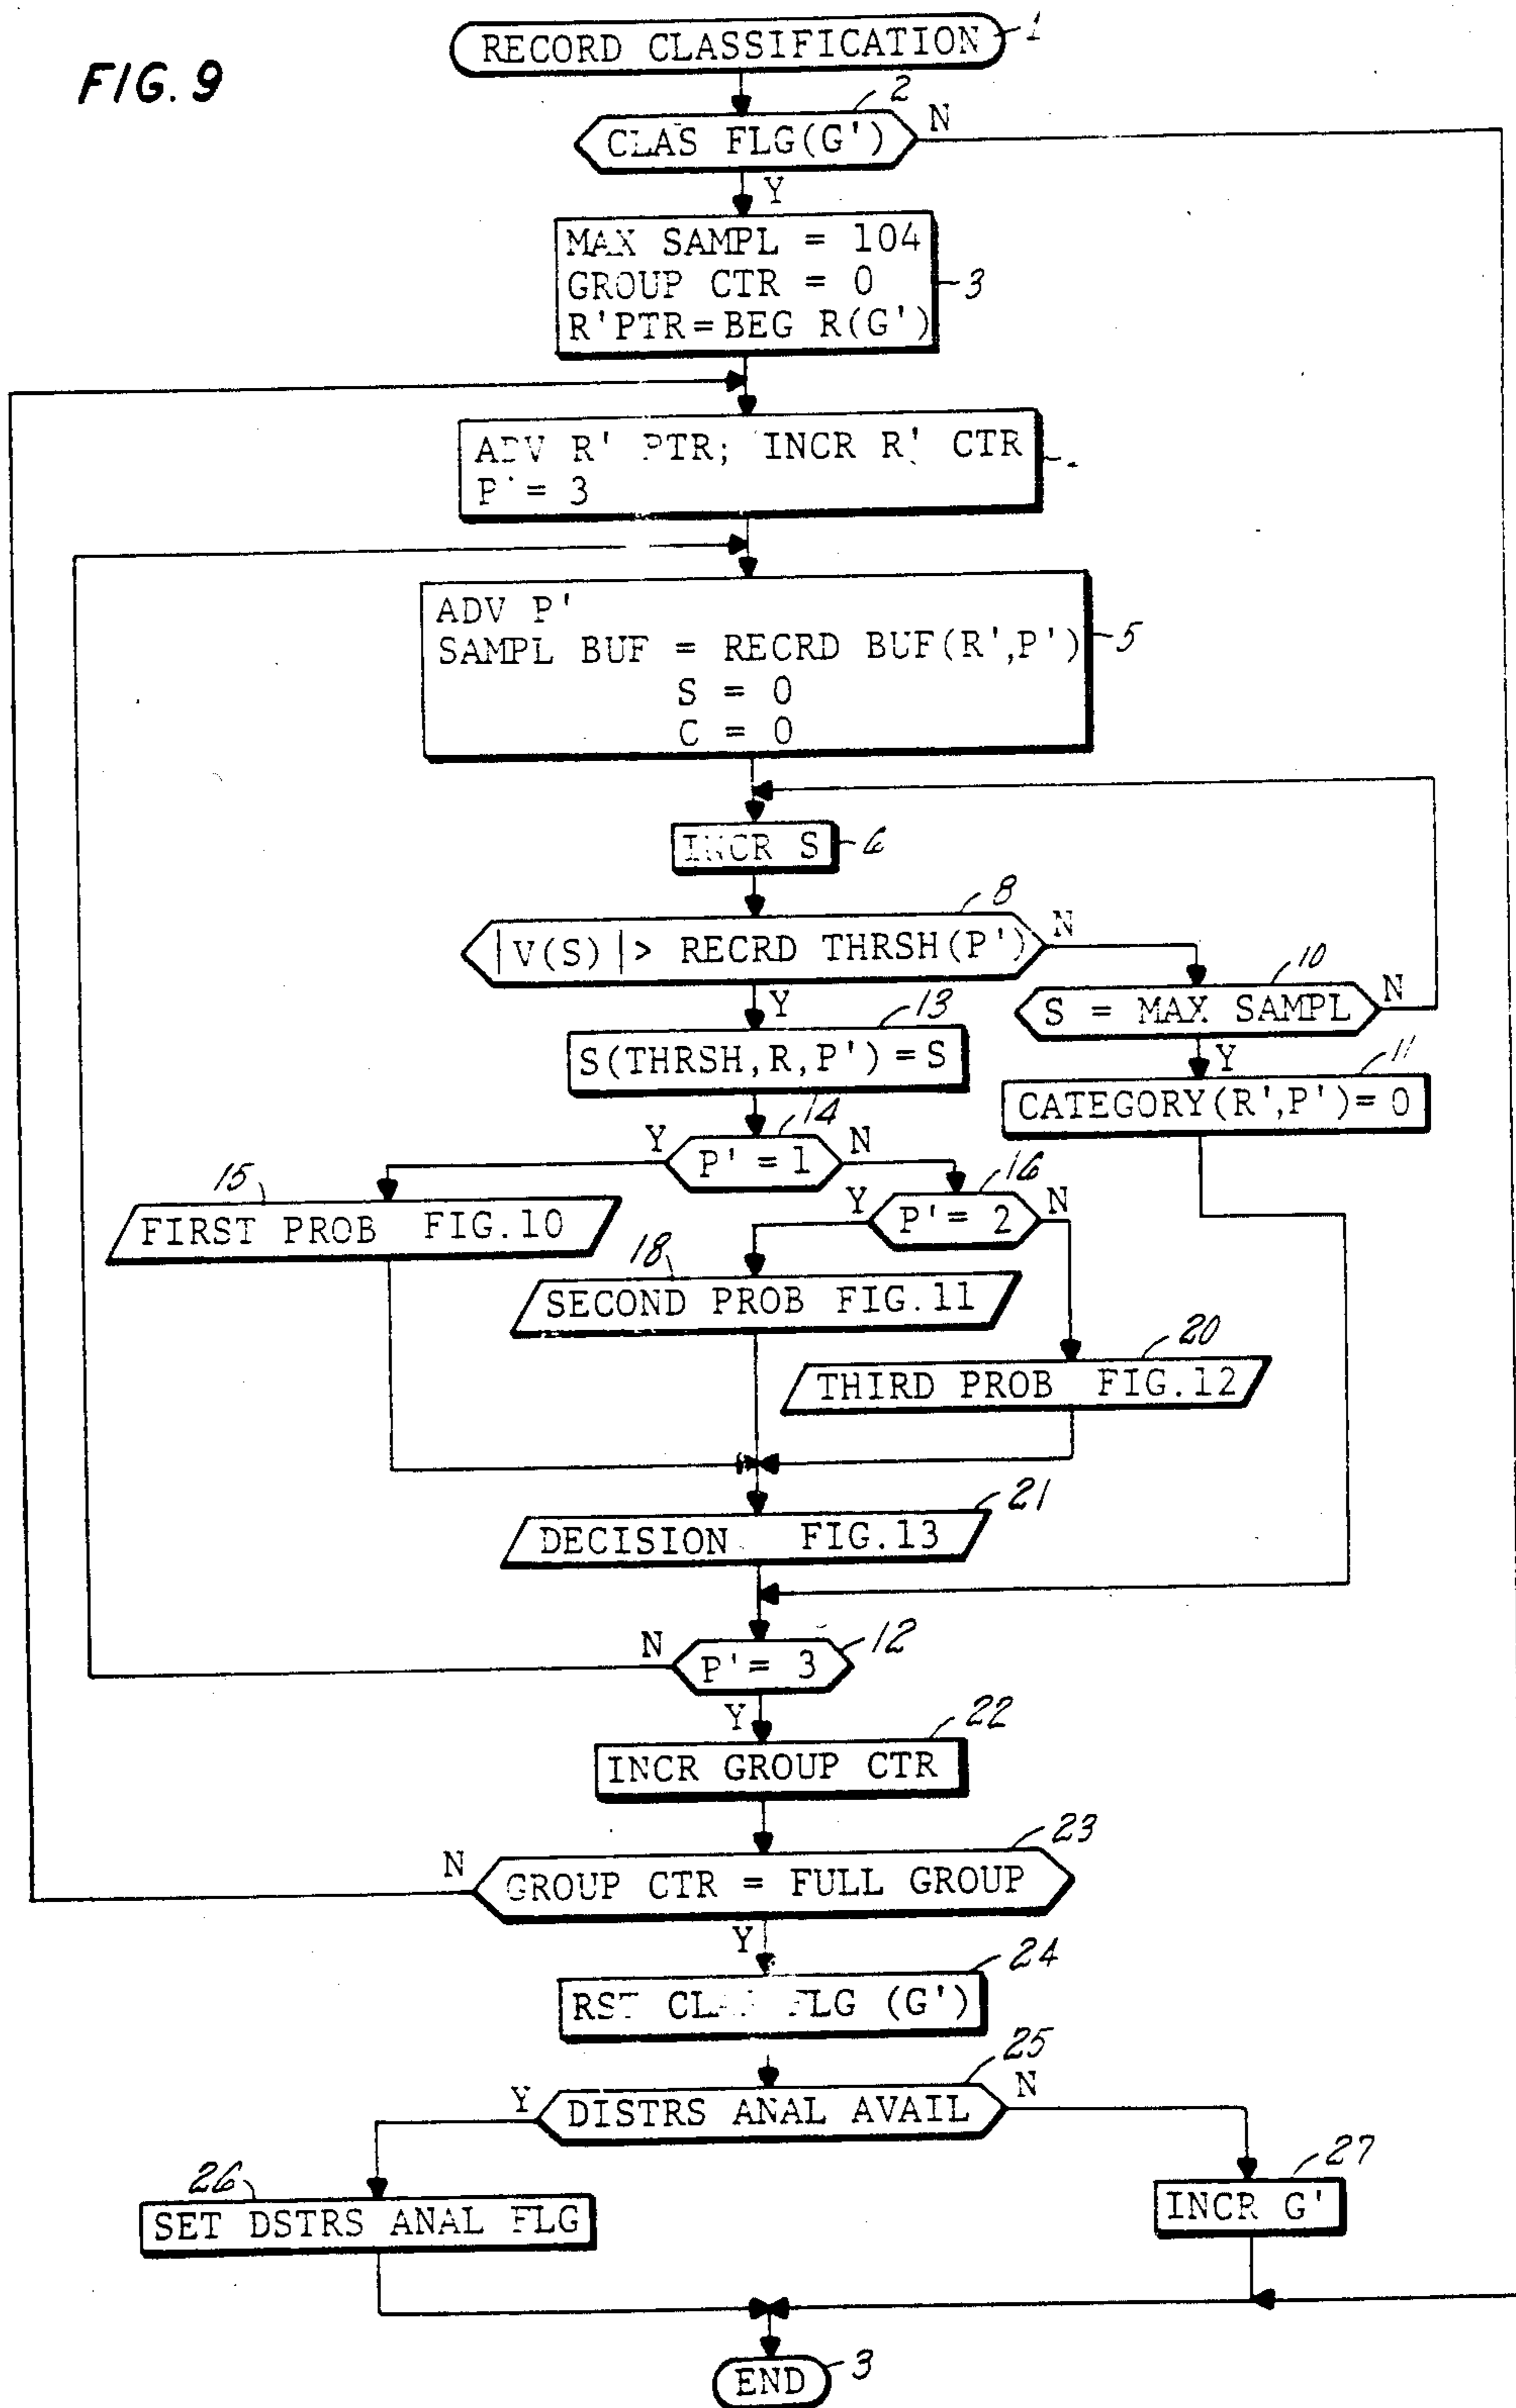 FIG. 9
RECORD CLASSIFICATION
1
2
CLAS FLG(G')
N
Y
MAX SAMPL = 104
GROUP CTR = 0
R'PTR=BEG R(G')
3
ADV R' PTR; INCR R' CTR
P'= 3
ADV P'
SAMPL BUF = RECRD BUF(R',P')
S = 0
C = 0
5
INCR S
6
8
|V(S)|> RECRD THRSH(P')
N
Y
10
S = MAX SAMPL
N
Y
13
S(THRSH,R,P')=S
11
CATEGORY(R',P')= 0
14
Y
P'=1
N
16
Y
P'= 2
N
15
FIRST PROB FIG.10
18
SECOND PROB FIG.11
20
THIRD PROB FIG.12
21
DECISION FIG.13
12
N
P'= 3
Y
22
INCR GROUP CTR
23
N
GROUP CTR = FULL GROUP
Y
24
RST FLG (G')
25
Y
DISTRS ANAL AVAIL
N
26
SET DSTRS ANAL FLG
27
INCR G'
END
3